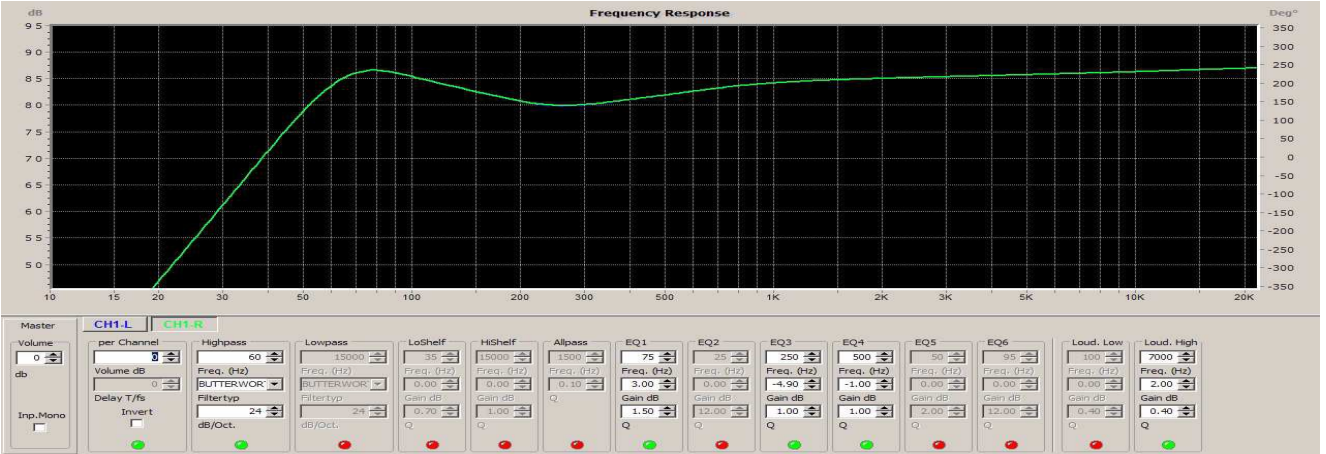 dB Frequency Response Deg°
95 350
90 300
85 250
80 200
75 150
70 100
65 50
60 0
55 -50
50 -100
-150
-200
-250
-300
-350
10 15 20 30 50 100 200 300 500 1K 2K 3K 5K 10K 20K
Master CH1-L CH1-R
Volume per Channel Highpass Lowpass LoShelf HiShelf Allpass EQ1 EQ2 EQ3 EQ4 EQ5 EQ6 Loud. Low Loud. High
0 0 60 15000 35 15000 1500 75 25 250 500 50 95 100 7000
db Volume dB Freq. (Hz) Freq. (Hz) Freq. (Hz) Freq. (Hz) Freq. (Hz) Freq. (Hz) Freq. (Hz) Freq. (Hz) Freq. (Hz) Freq. (Hz) Freq. (Hz) Freq. (Hz) Freq. (Hz)
0 BUTTERWOR BUTTERWOR 0.00 0.00 0.10 3.00 0.00 -4.90 -1.00 0.00 0.00 0.00 2.00
Delay T/fs Filtertyp Filtertyp Gain dB Gain dB Q Gain dB Gain dB Gain dB Gain dB Gain dB Gain dB Gain dB Gain dB
Inp.Mono Invert 24 24 0.70 1.00 1.50 12.00 1.00 1.00 2.00 12.00 0.40 0.40
dB/Oct. dB/Oct. Q Q Q Q Q Q Q Q Q Q